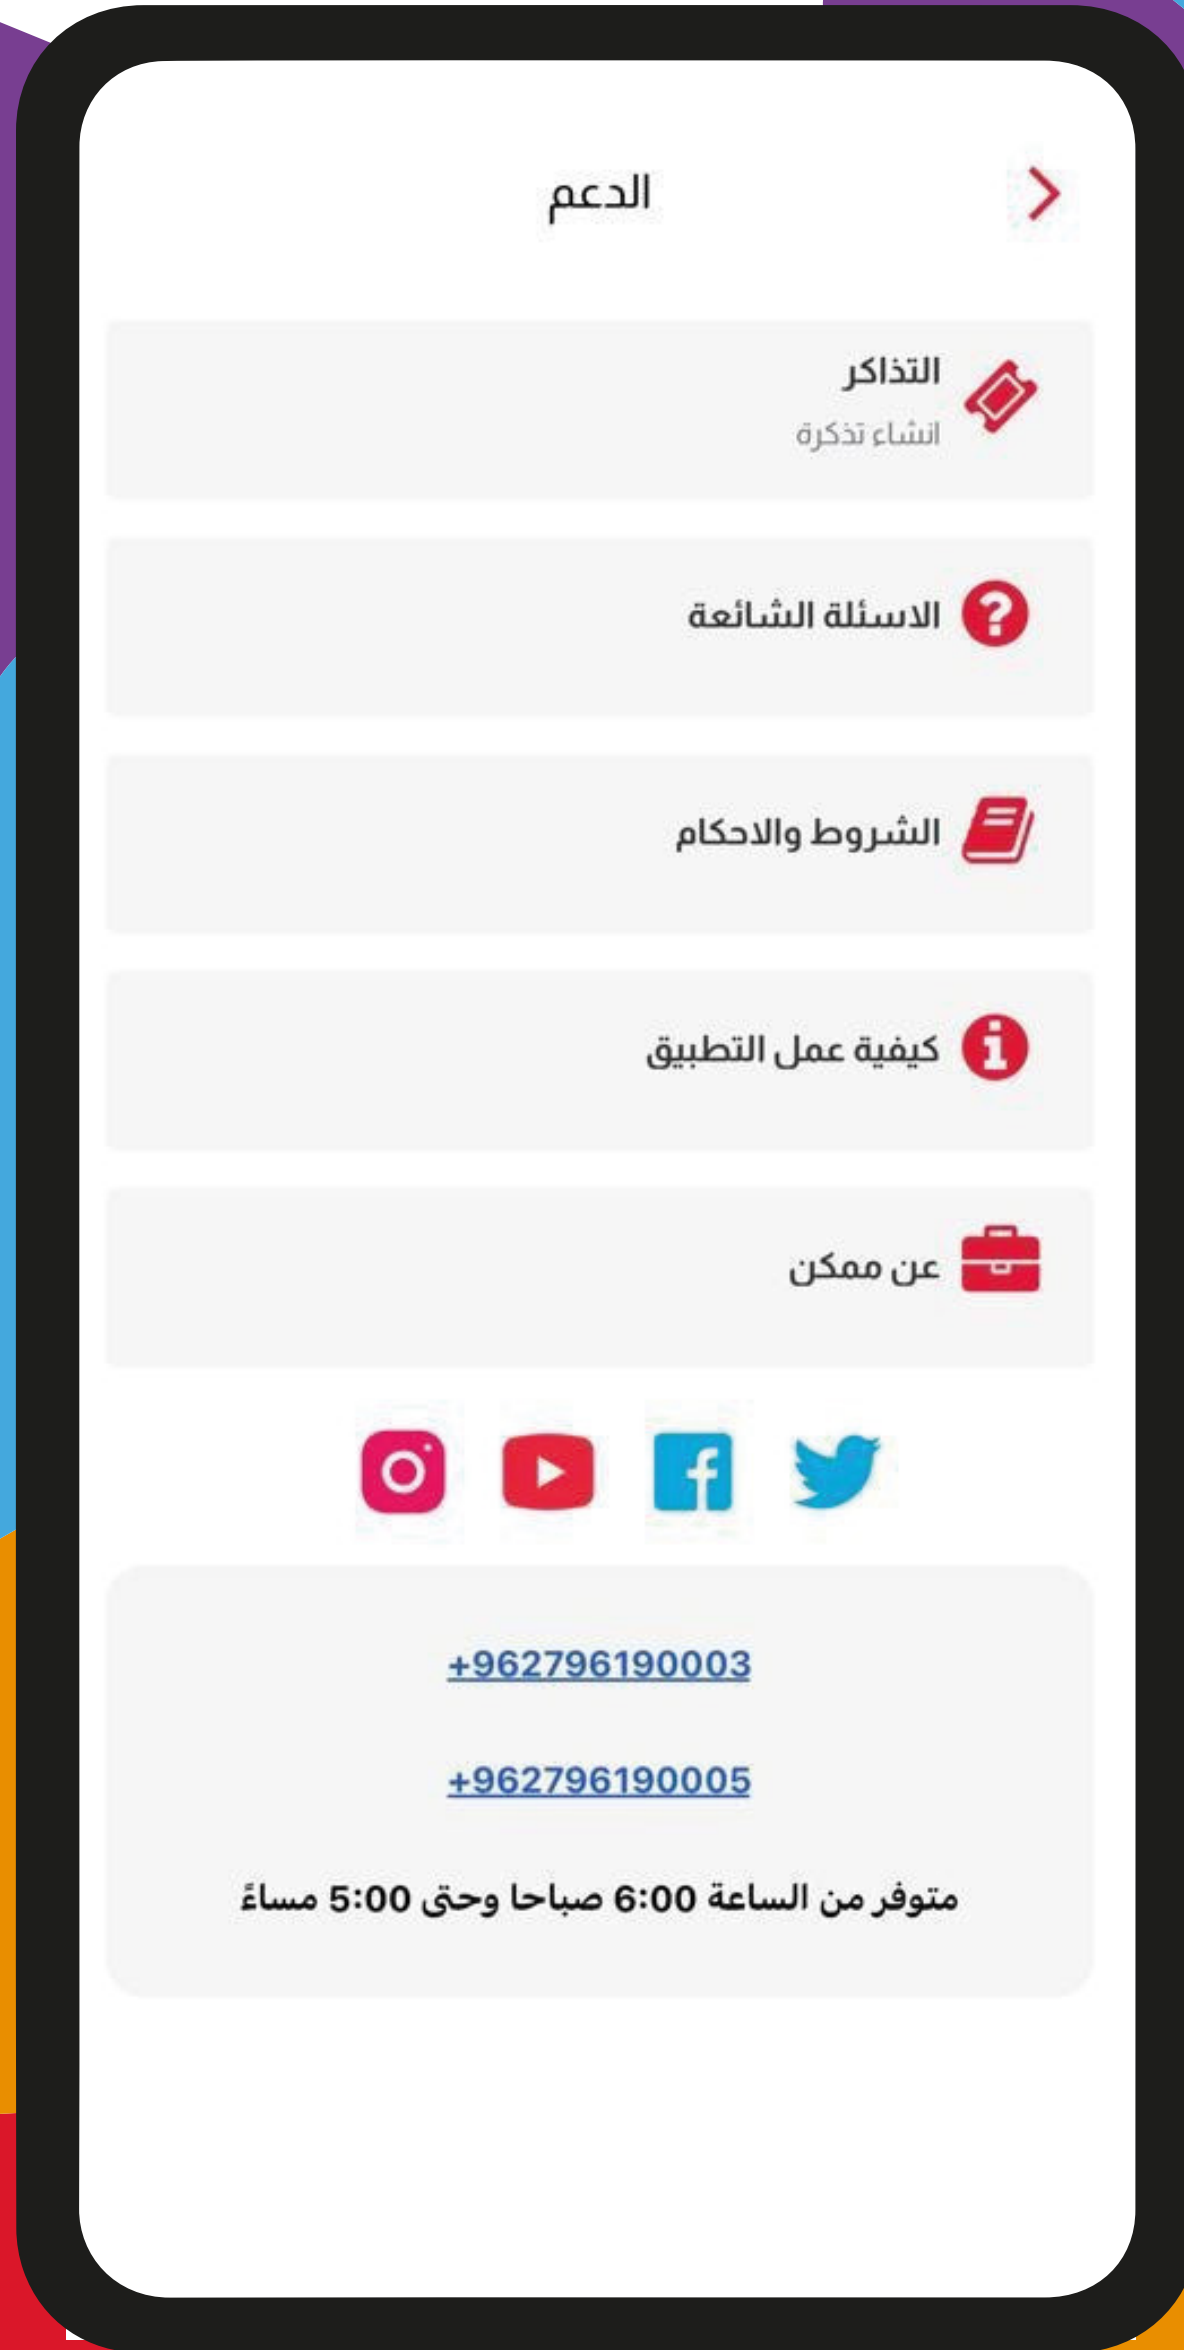 الدعم
التذاكر
انشاء تذكرة
الاسئلة الشائعة
الشروط والاحكام
كيفية عمل التطبيق
عن ممكن
+962796190003
+962796190005
متوفر من الساعة 6:00 صباحا وحتى 5:00 مساءً